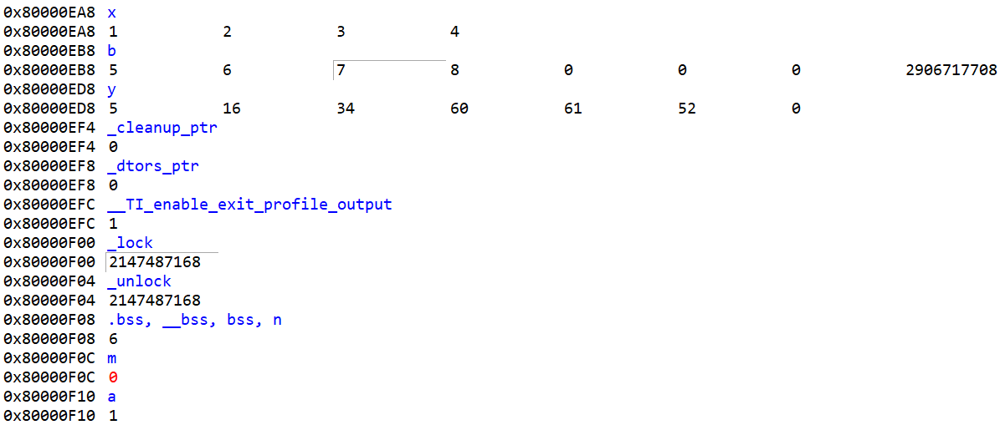 0x80000EA8 x
0x80000EA8 1 2 3 4
0x80000EB8 b
0x80000EB8 5 6 7 8 0 0 0 2906717708
0x80000ED8 y
0x80000ED8 5 16 34 60 61 52 0
0x80000EF4 _cleanup_ptr
0x80000EF4 0
0x80000EF8 _dtors_ptr
0x80000EF8 0
0x80000EFC __TI_enable_exit_profile_output
0x80000EFC 1
0x80000F00 _lock
0x80000F00 2147487168
0x80000F04 _unlock
0x80000F04 2147487168
0x80000F08 .bss, __bss, bss, n
0x80000F08 6
0x80000F0C m
0x80000F0C 0
0x80000F10 a
0x80000F10 1